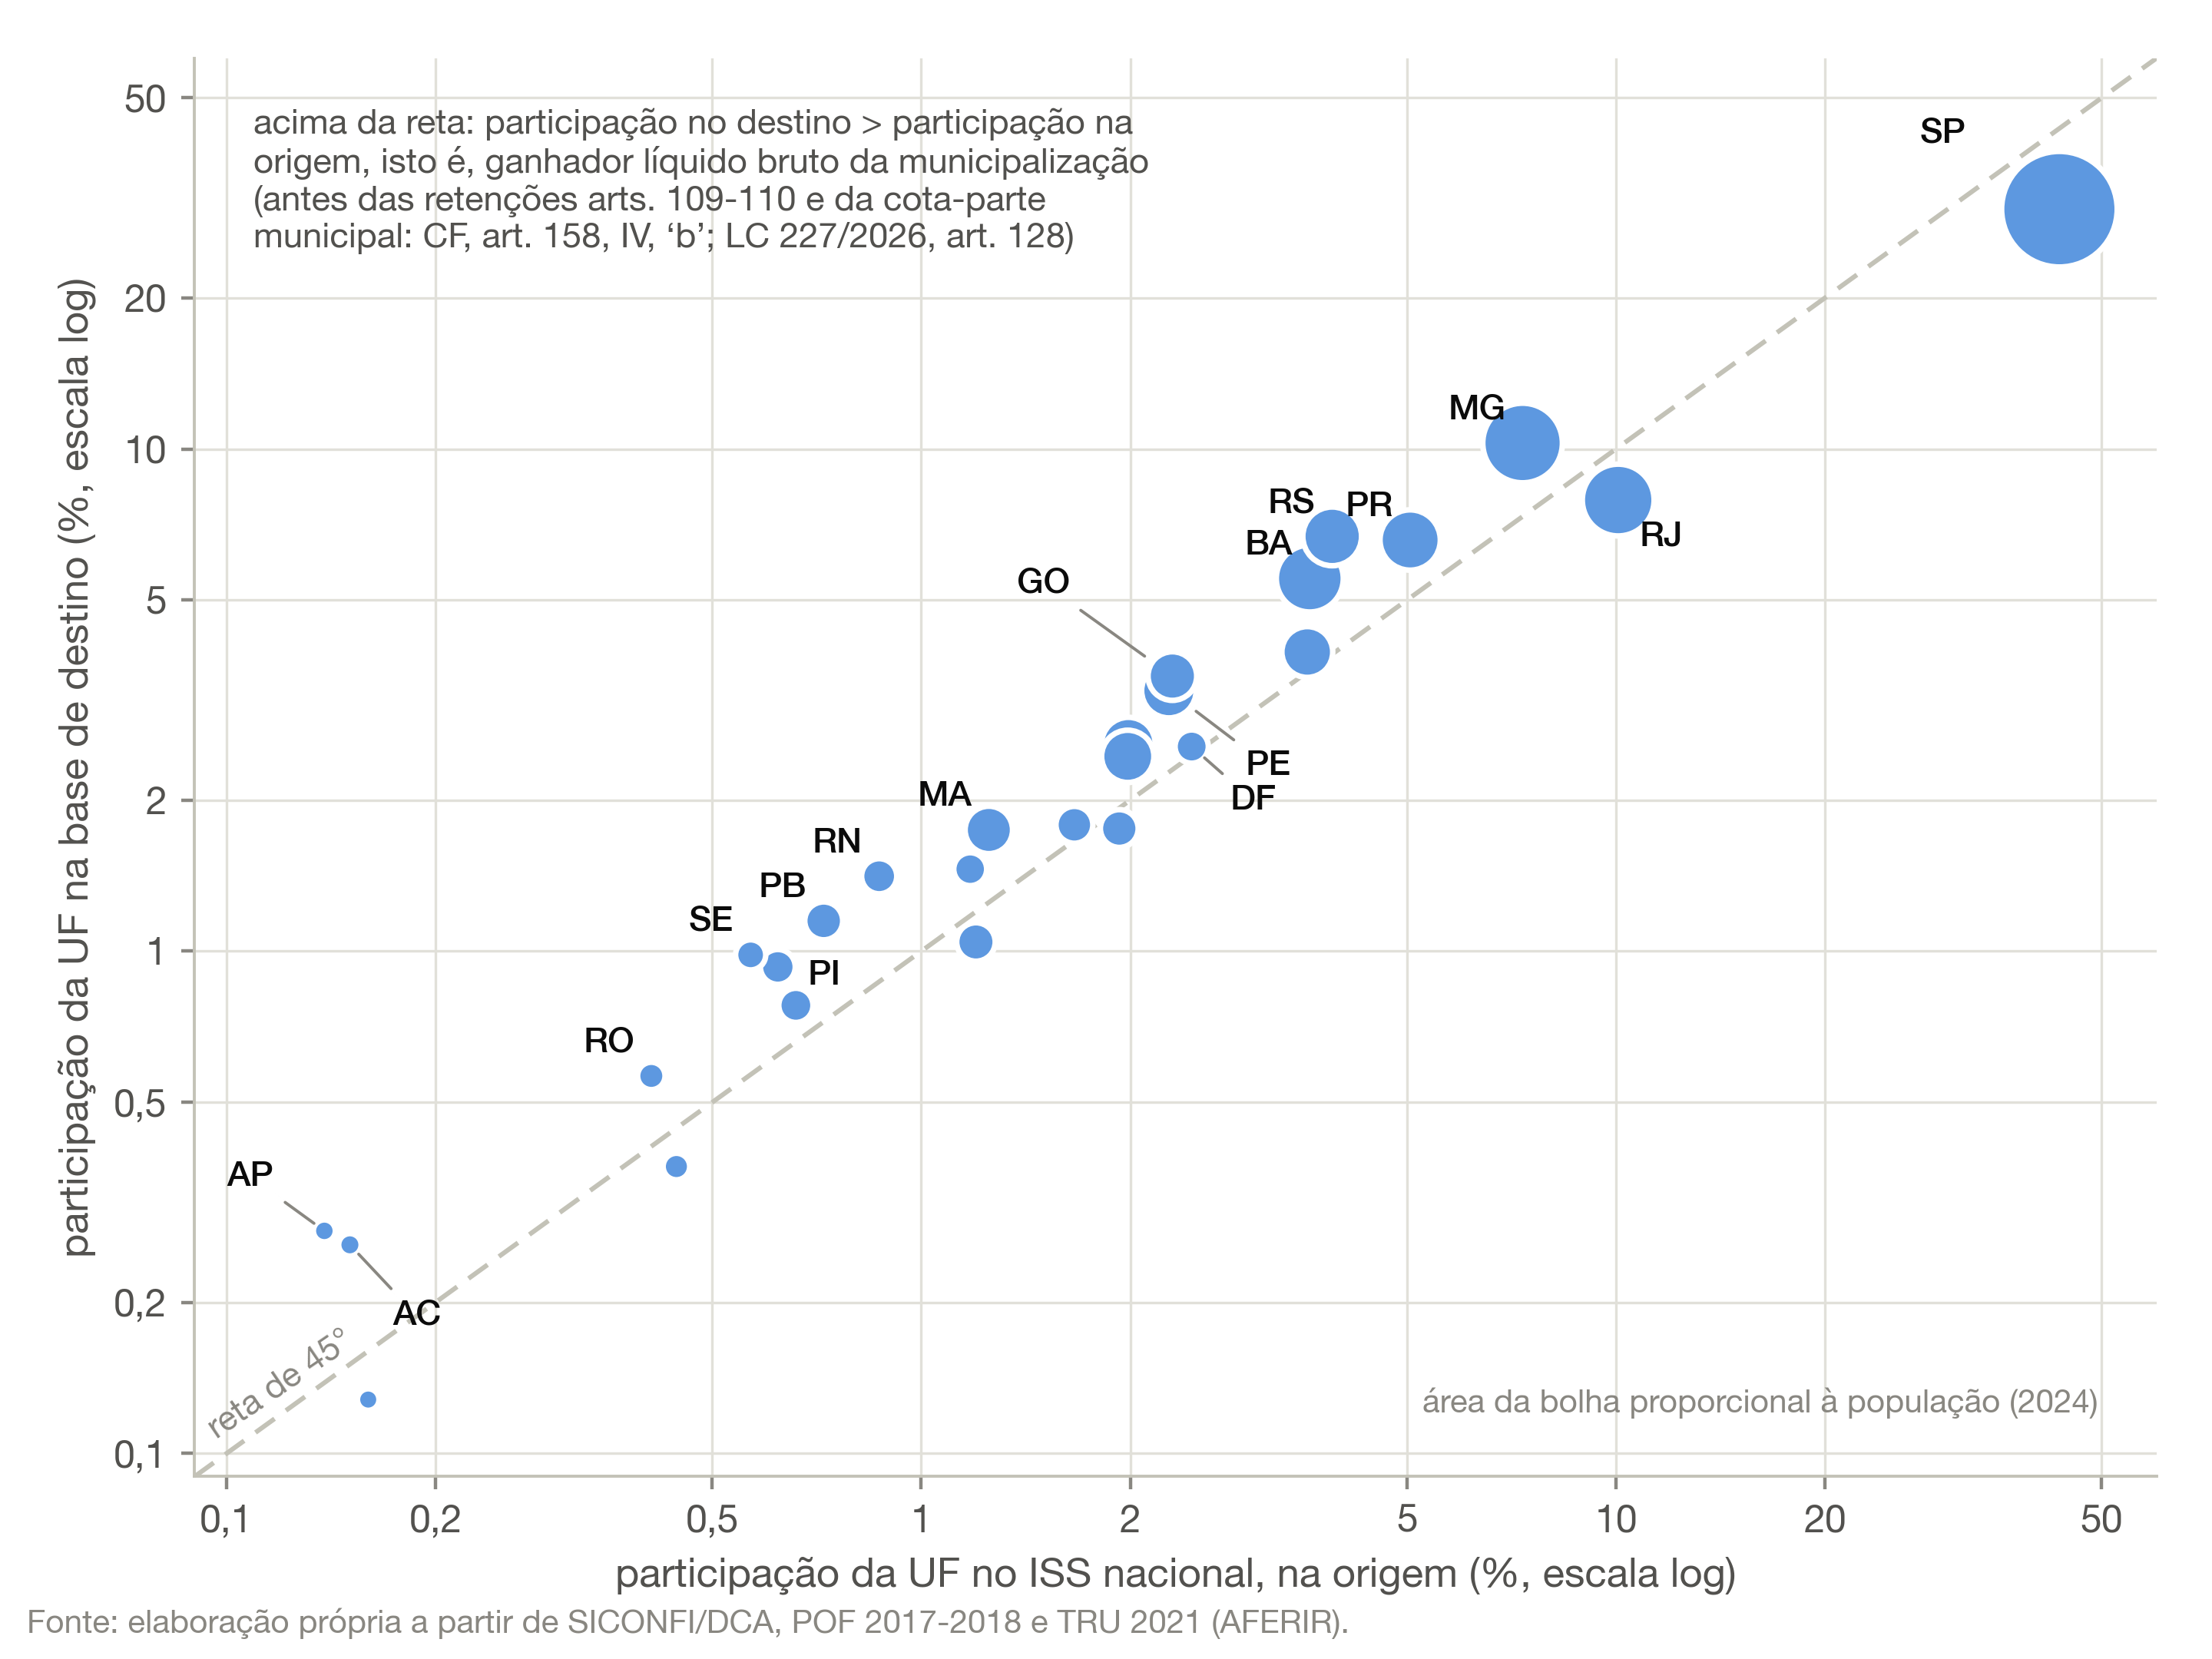 50
acima da reta: participação no destino > participação na
origem, isto é, ganhador líquido bruto da municipalização
(antes das retenções arts. 109-110 e da cota-parte
municipal: CF, art. 158, IV, ‘b’; LC 227/2026, art. 128)
SP
20
MG
10
RS
PR
RJ
BA
GO
5
PE
DF
MA
2
RN
PB
SE
1
PI
RO
0,5
AP
0,2
AC
reta de 45°
área da bolha proporcional à população (2024)
0,1
participação da UF na base de destino (%, escala log)
0,1
0,2
0,5
1
2
5
10
20
50
participação da UF no ISS nacional, na origem (%, escala log)
Fonte: elaboração própria a partir de SICONFI/DCA, POF 2017-2018 e TRU 2021 (AFERIR).